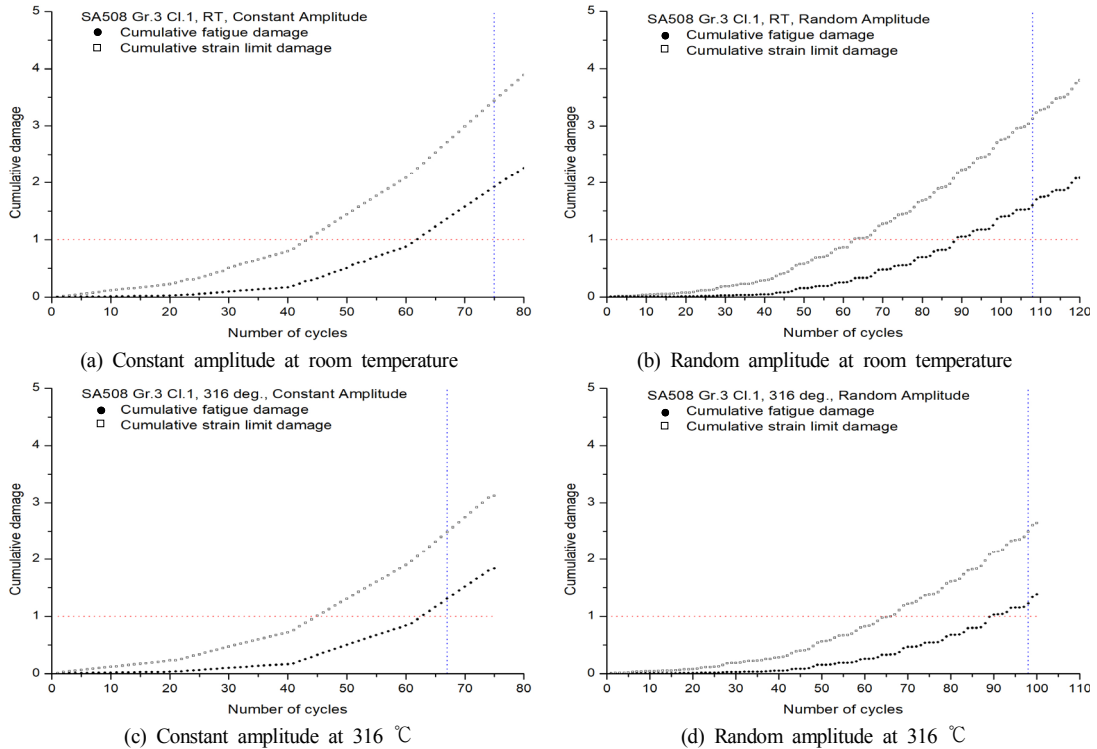 SA508 Gr.3 Cl.1, RT, Constant Amplitude
Cumulative fatigue damage
Cumulative strain limit damage
Cumulative damage
5
4
3
2
1
0
0 10 20 30 40 50 60 70 80
Number of cycles
(a) Constant amplitude at room temperature
SA508 Gr.3 Cl.1, RT, Random Amplitude
Cumulative fatigue damage
Cumulative strain limit damage
Cumulative damage
5
4
3
2
1
0
0 10 20 30 40 50 60 70 80 90 100 110 120
Number of cycles
(b) Random amplitude at room temperature
SA508 Gr.3 Cl.1, 316 deg., Constant Amplitude
Cumulative fatigue damage
Cumulative strain limit damage
Cumulative damage
5
4
3
2
1
0
0 10 20 30 40 50 60 70 80
Number of cycles
(c) Constant amplitude at 316 ℃
SA508 Gr.3 Cl.1, 316 deg., Random Amplitude
Cumulative fatigue damage
Cumulative strain limit damage
Cumulative damage
5
4
3
2
1
0
0 10 20 30 40 50 60 70 80 90 100 110
Number of cycles
(d) Random amplitude at 316 ℃